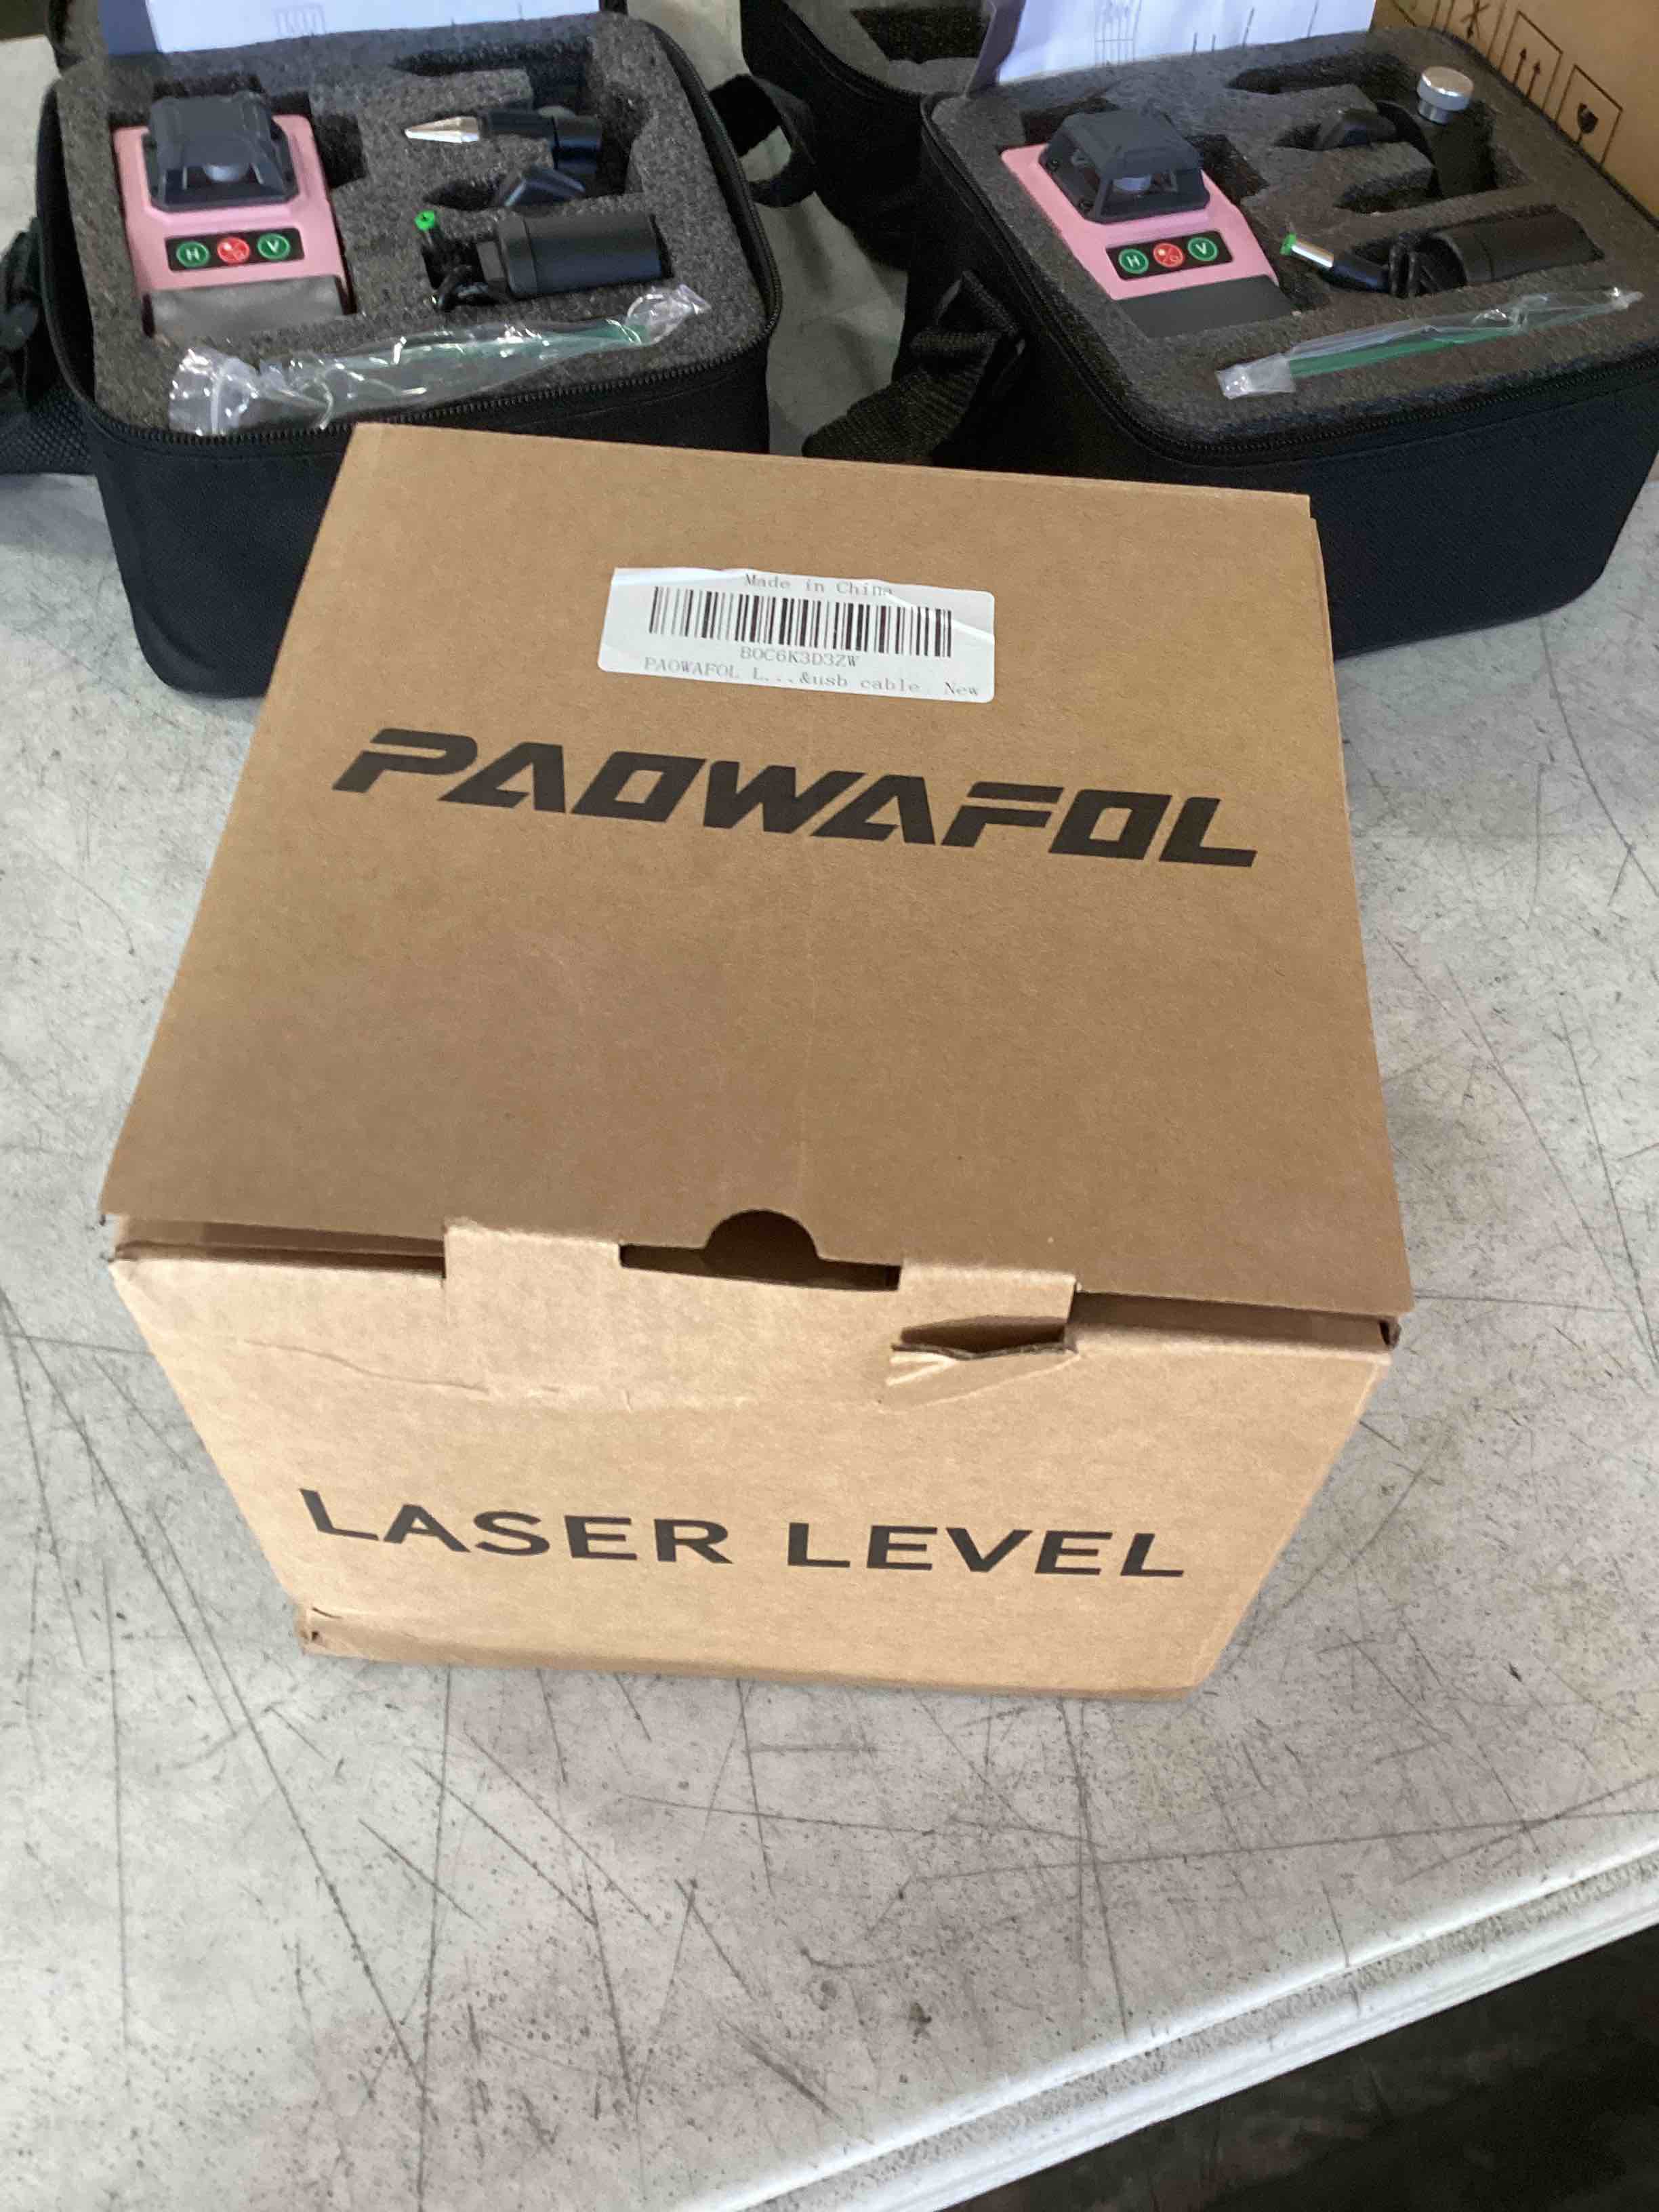 H V
H V
Made in China
B0C6K3D3ZW
PAOWAFOL L...&usb cable New
PAOWAFOL
LASER LEVEL